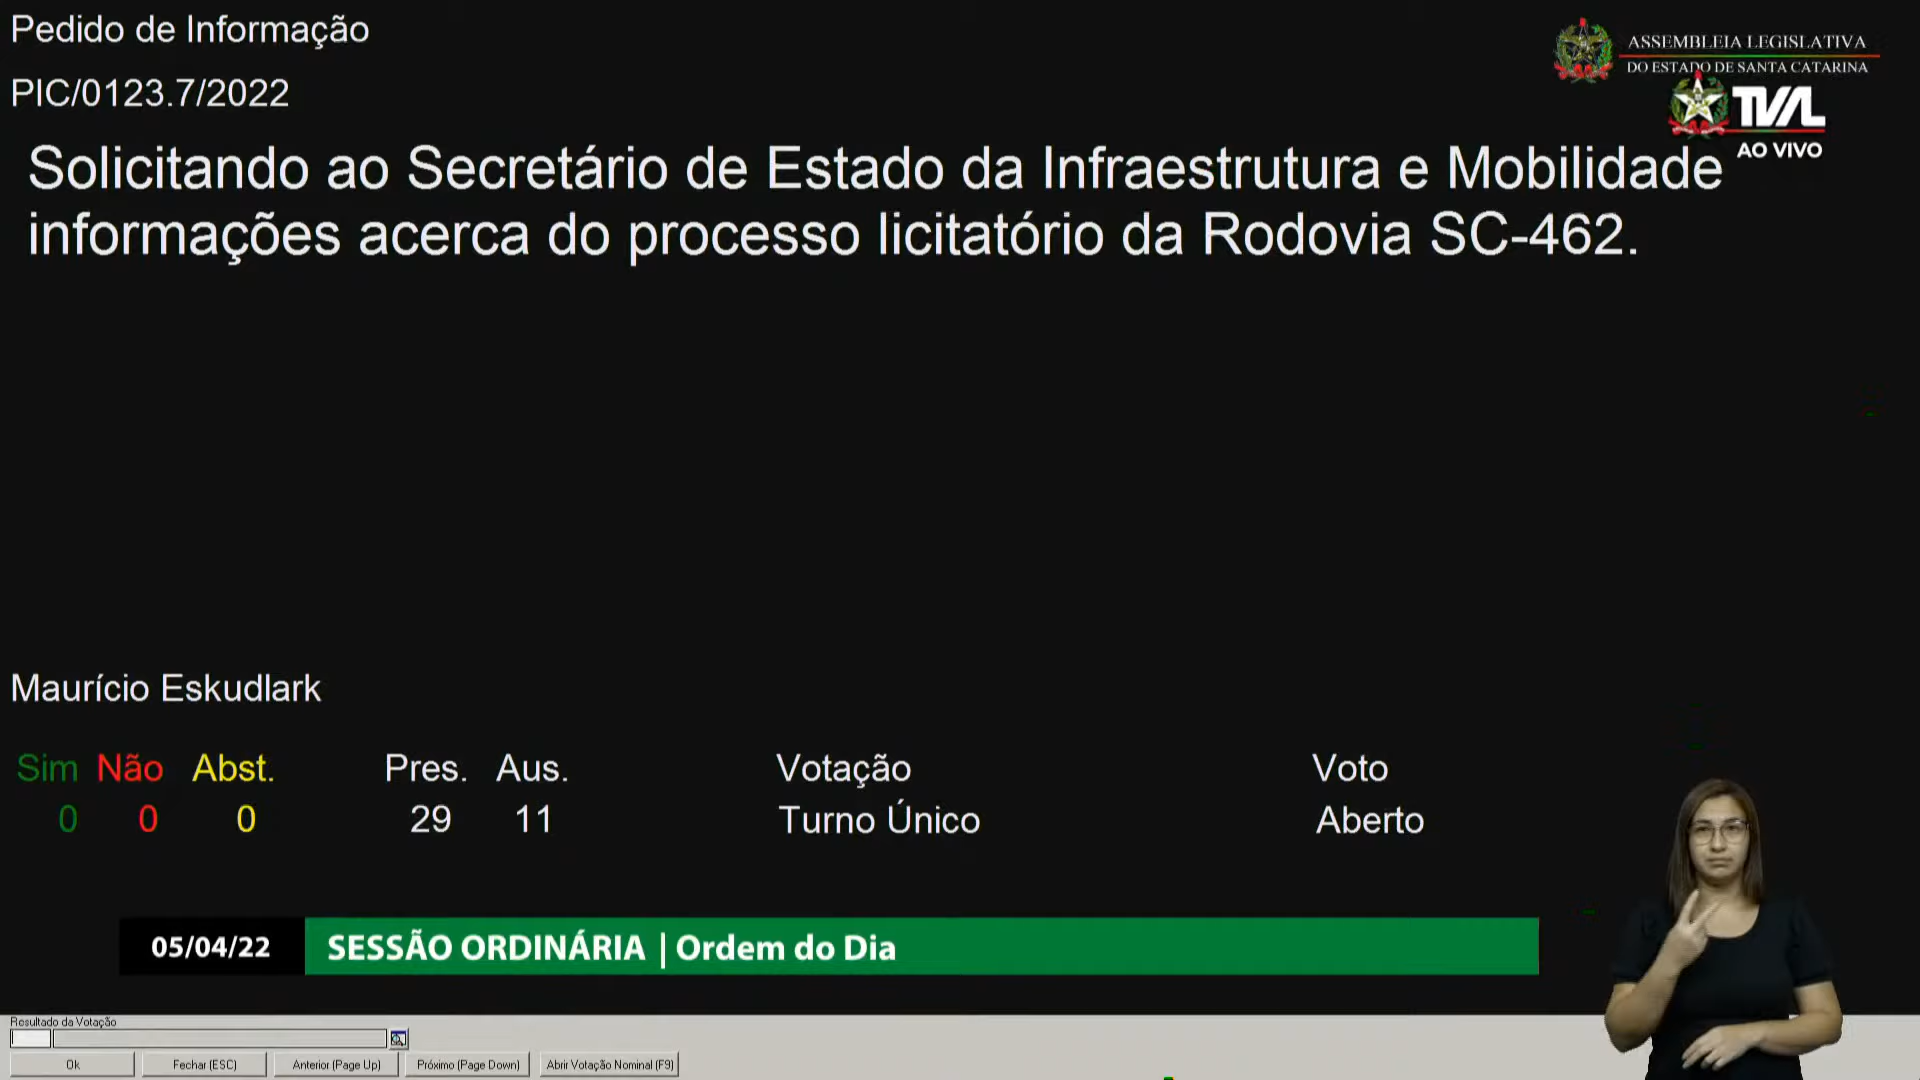 Pedido de Informação
PIC/0123.7/2022
ASSEMBLEIA LEGISLATIVA
DO ESTADO DE SANTA CATARINA
TVAL
AO VIVO
Solicitando ao Secretário de Estado da Infraestrutura e Mobilidade
informações acerca do processo licitatório da Rodovia SC-462.
Maurício Eskudlark
Sim Não Abst. Pres. Aus. Votação Voto
0 0 0 29 11 Turno Único Aberto
05/04/22 SESSÃO ORDINÁRIA | Ordem do Dia
Resultado da Votação
Ok Fechar (ESC) Anterior (Page Up) Próximo (Page Down) Abrir Votação Nominal (F9)